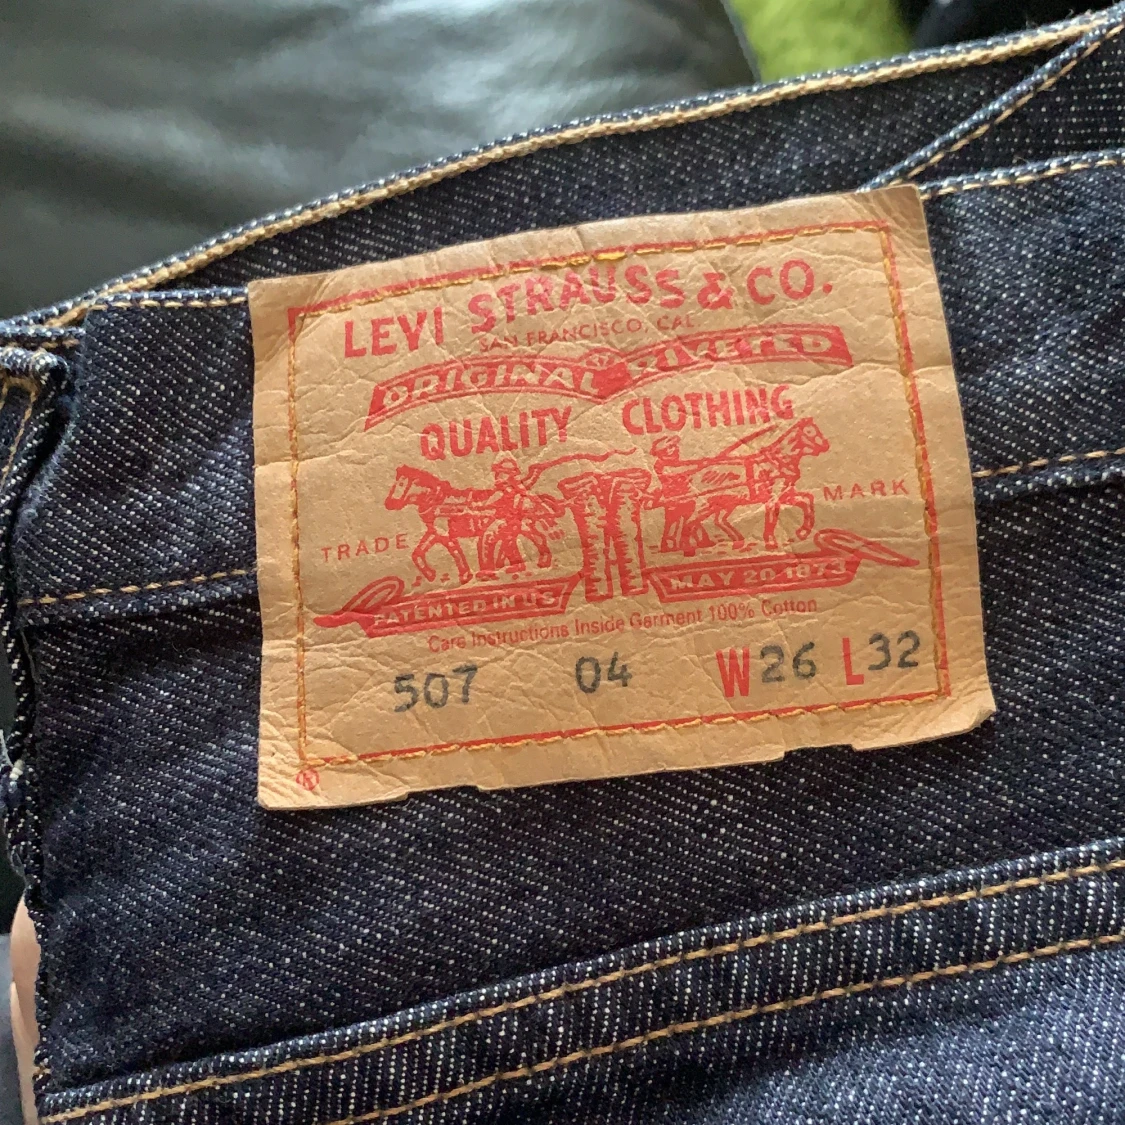 LEVI STRAUSS & CO.
SAN FRANCISCO, CAL
ORIGINAL RIVETED
QUALITY CLOTHING
TRADE MARK
PATENTED IN US MAY 20 1873
Care Instructions Inside Garment 100% Cotton
507 04 W26 L32
®